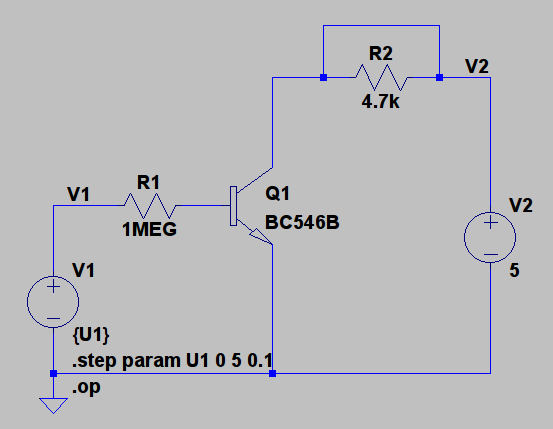 R2
V2
4.7k
R1
V1
Q1
1MEG
BC546B
V2
V1
5
{U1}
.step param U1 0 5 0.1
.op